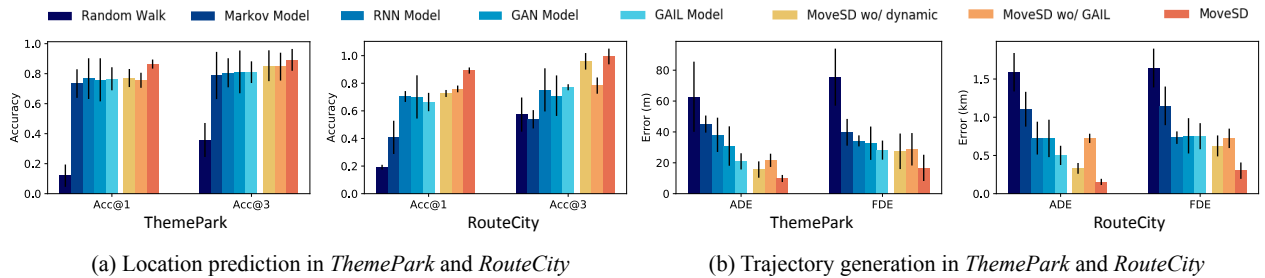 Random Walk Markov Model RNN Model GAN Model GAIL Model MoveSD wo/ dynamic MoveSD w/o GAIL MoveSD
1.0
0.8
0.6
0.4
0.2
0.0
Accuracy
Acc@1 Acc@3
ThemePark
1.0
0.8
0.6
0.4
0.2
0.0
Accuracy
Acc@1 Acc@3
RouteCity
80
60
40
20
0
Error (m)
ADE FDE
ThemePark
1.5
1.0
0.5
0.0
Error (km)
ADE FDE
RouteCity
(a) Location prediction in ThemePark and RouteCity
(b) Trajectory generation in ThemePark and RouteCity